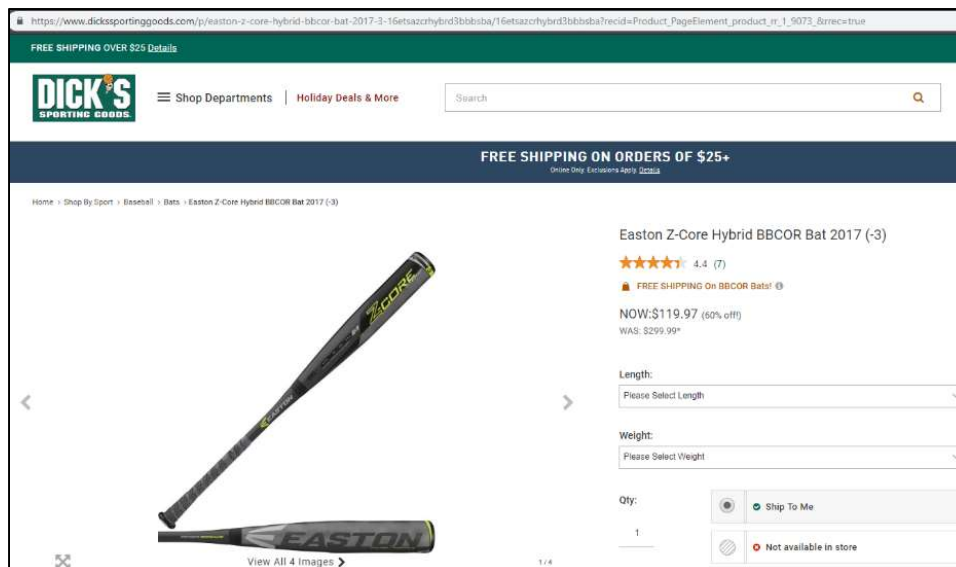 https://www.dickssportinggoods.com/p/easton-z-core-hybrid-bbcor-bat-2017-3-16etsazcrhybrd3bbbsba/16etsazcrhybrd3bbbsba?recid=Product_PageElement_product_rr_1_9073_&rrec=true
FREE SHIPPING OVER $25 Details
DICK'S
SPORTING GOODS
Shop Departments | Holiday Deals & More
Search
FREE SHIPPING ON ORDERS OF $25+
Online Only. Exclusions Apply. Details
Home › Shop By Sport › Baseball › Bats › Easton Z-Core Hybrid BBCOR Bat 2017 (-3)
Easton Z-Core Hybrid BBCOR Bat 2017 (-3)
4.4 (7)
FREE SHIPPING On BBCOR Bats!
NOW:$119.97 (60% off!)
WAS: $299.99*
Length:
Please Select Length
Weight:
Please Select Weight
Qty:
1
Ship To Me
Not available in store
Z-CORE
EASTON
EASTON
View All 4 Images
1/4